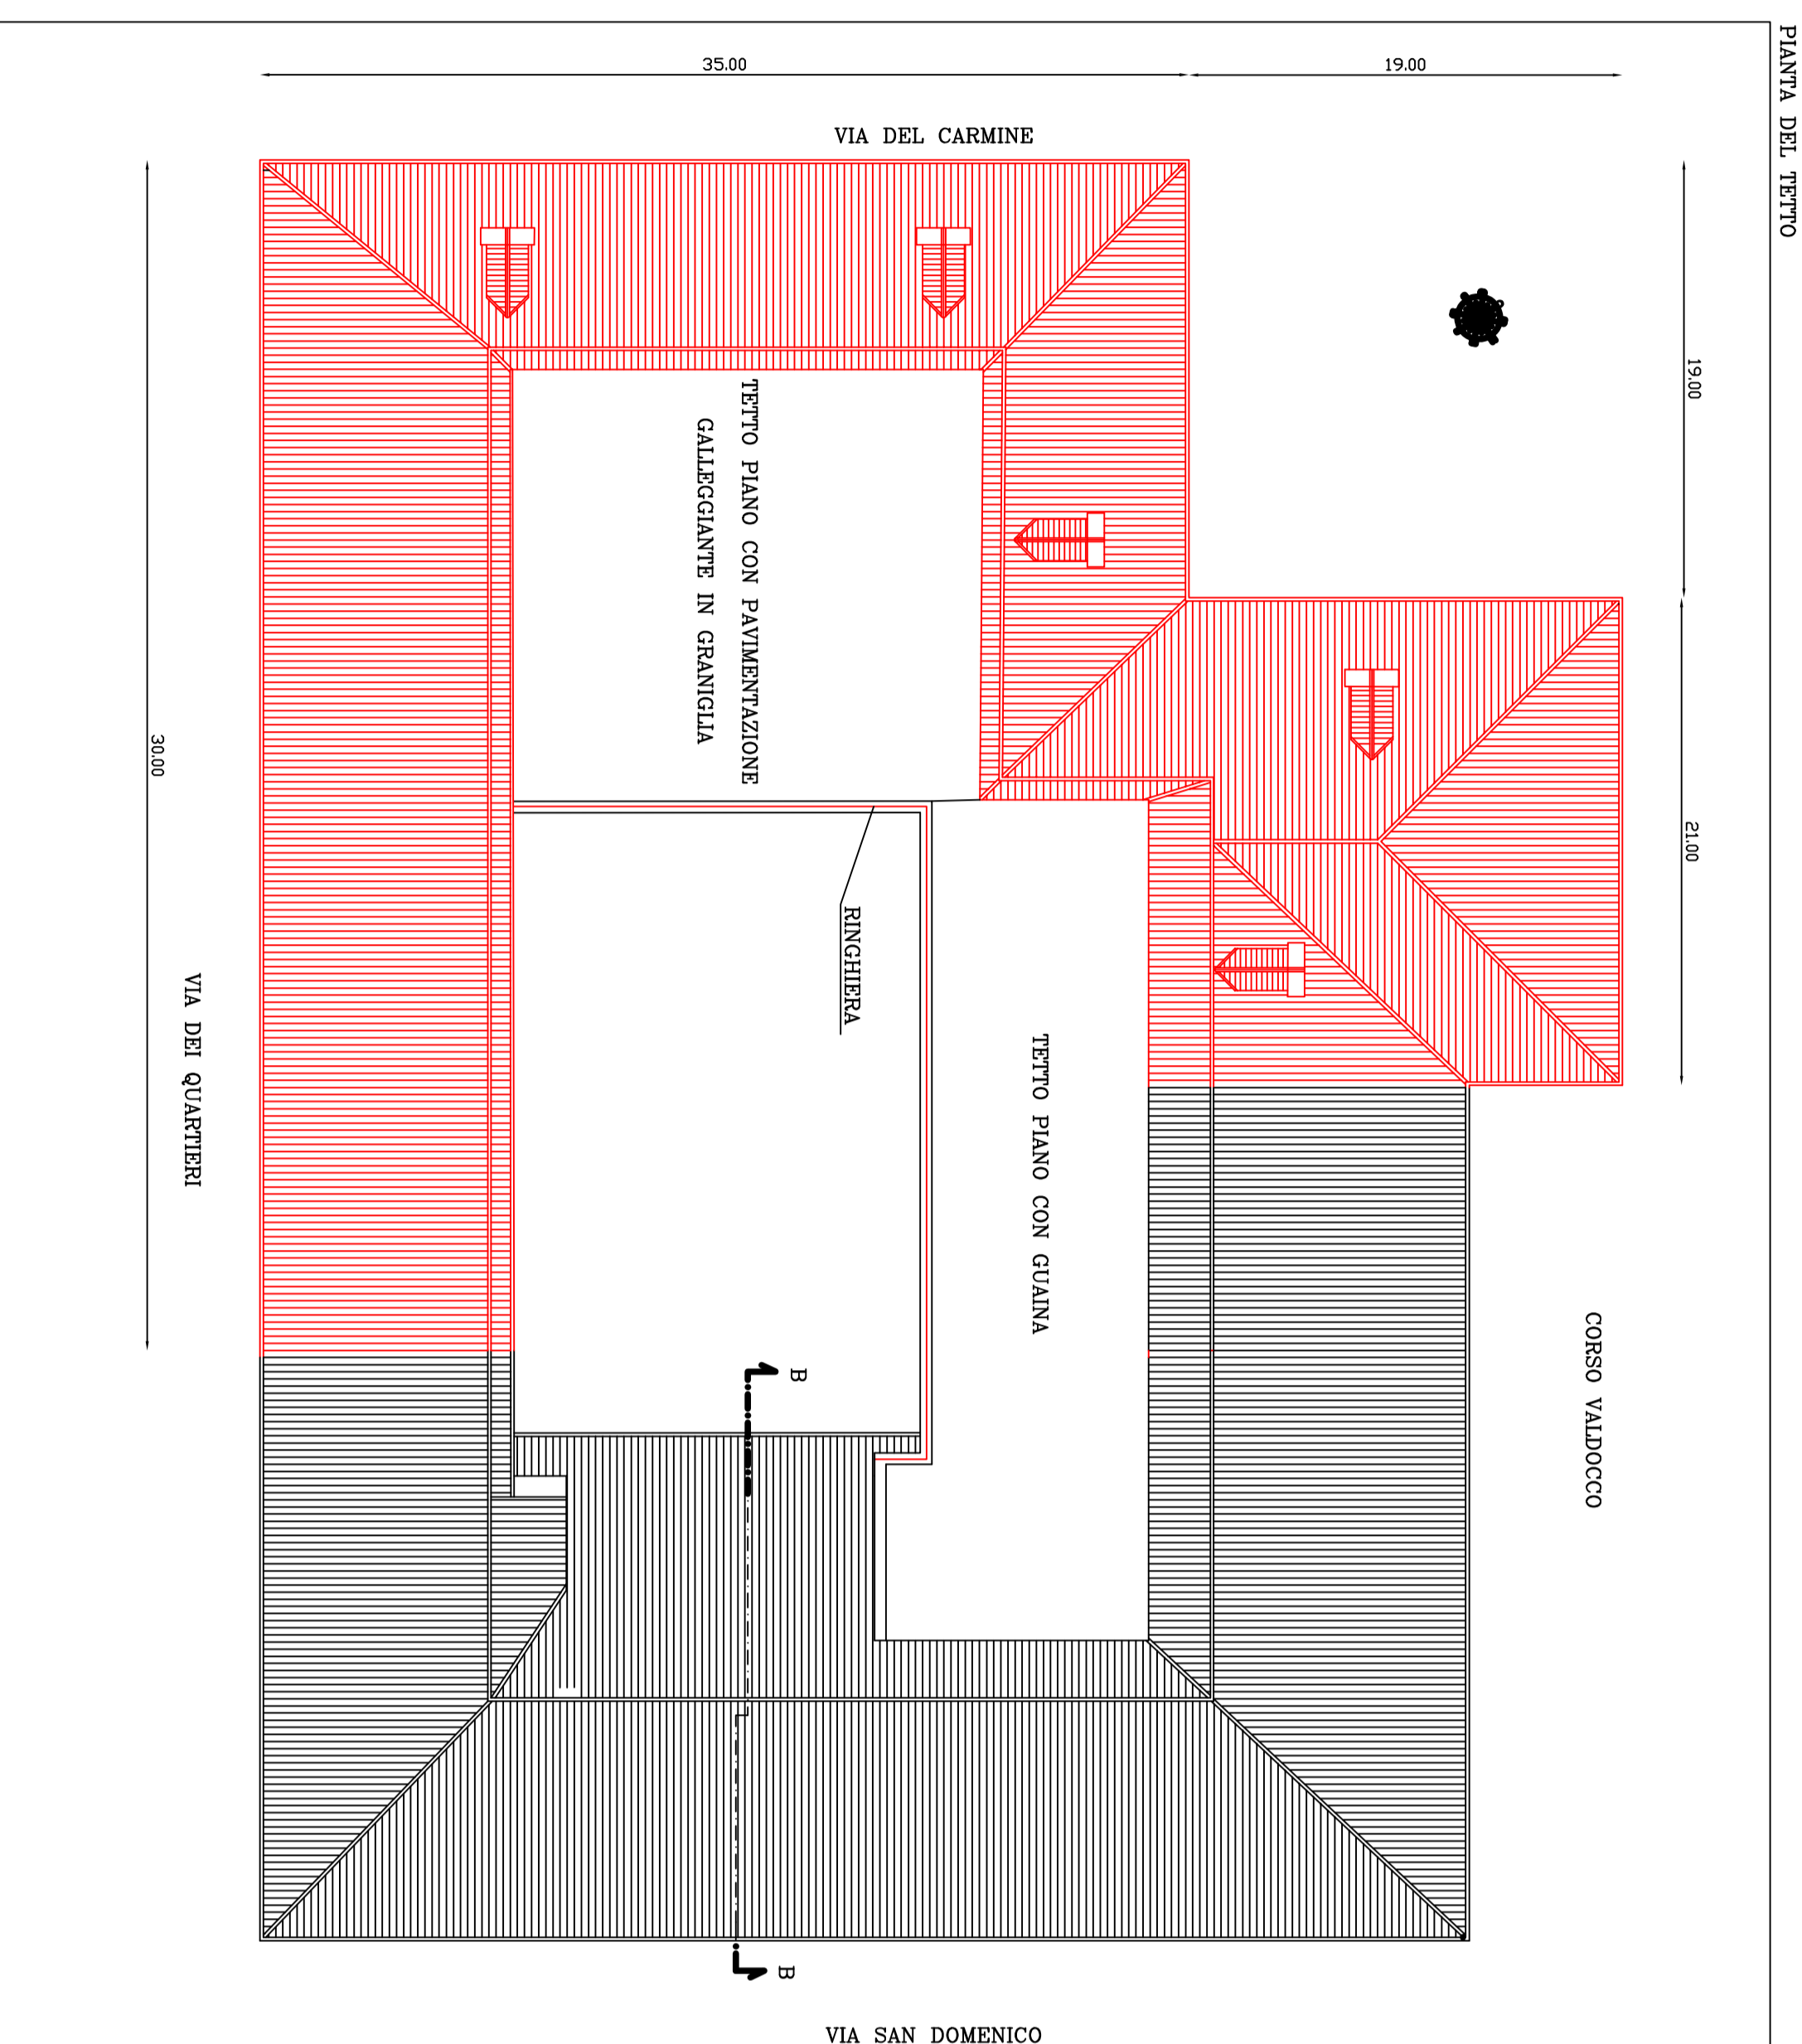 PIANTA DEL TETTO
35.00
19.00
VIA DEL CARMINE
19.00
21.00
30.00
TETTO PIANO CON PAVIMENTAZIONE
GALLEGGIANTE IN GRANIGLIA
RINGHIERA
TETTO PIANO CON GUAINA
VIA DEI QUARTIERI
CORSO VALDOCCO
B
B
VIA SAN DOMENICO